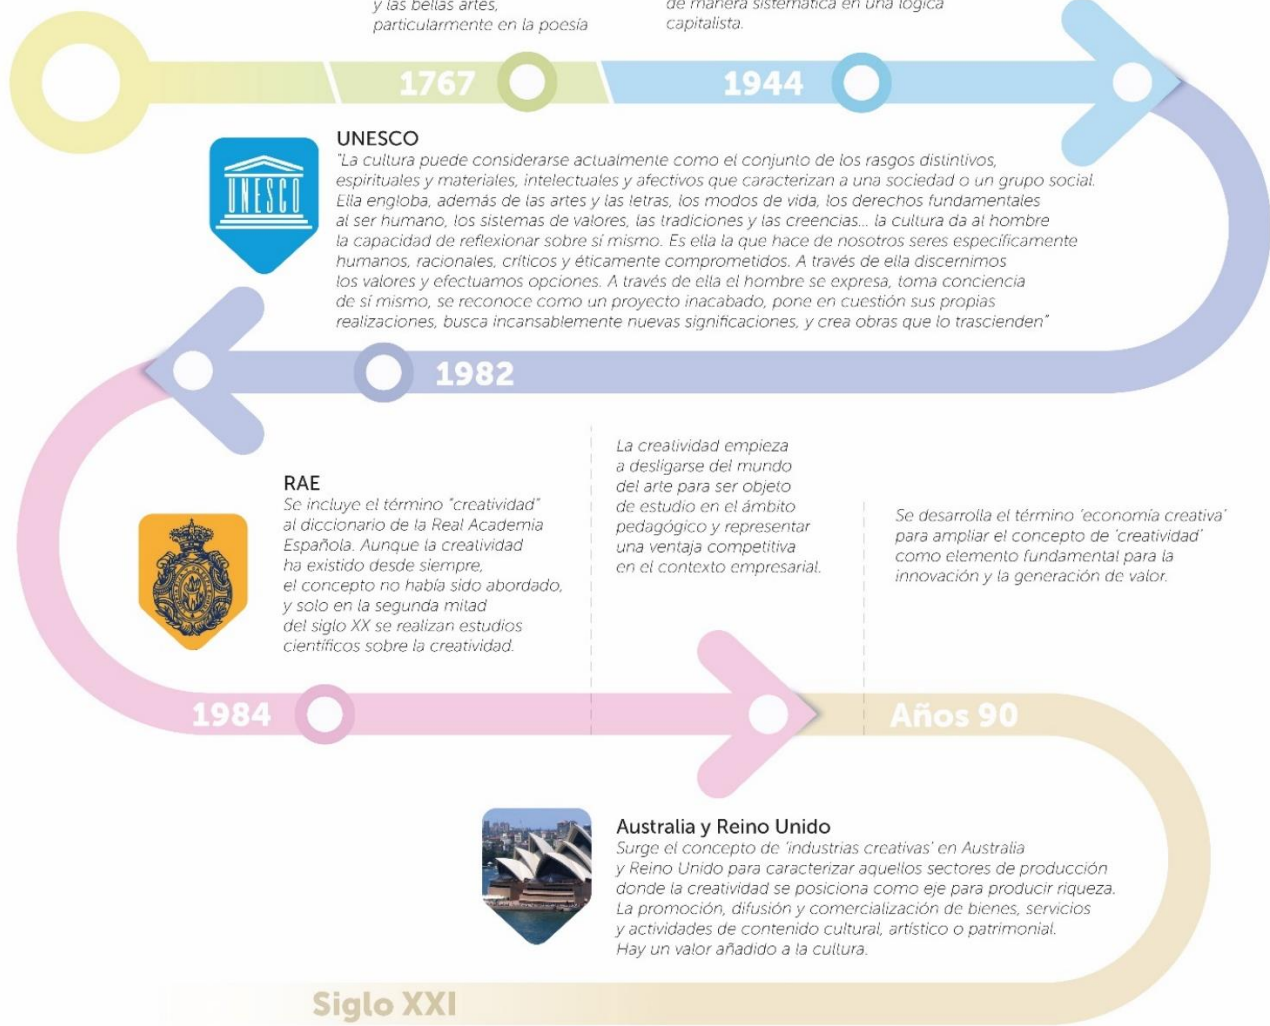 y las bellas artes,
particularmente en la poesía
de manera sistemática en una lógica
capitalista.
1767
1944
UNESCO
UNESCO
"La cultura puede considerarse actualmente como el conjunto de los rasgos distintivos,
espirituales y materiales, intelectuales y afectivos que caracterizan a una sociedad o un grupo social.
Ella engloba, además de las artes y las letras, los modos de vida, los derechos fundamentales
al ser humano, los sistemas de valores, las tradiciones y las creencias... la cultura da al hombre
la capacidad de reflexionar sobre sí mismo. Es ella la que hace de nosotros seres específicamente
humanos, racionales, críticos y éticamente comprometidos. A través de ella discernimos
los valores y efectuamos opciones. A través de ella el hombre se expresa, toma conciencia
de sí mismo, se reconoce como un proyecto inacabado, pone en cuestión sus propias
realizaciones, busca incansablemente nuevas significaciones, y crea obras que lo trascienden"
1982
RAE
Se incluye el término "creatividad"
al diccionario de la Real Academia
Española. Aunque la creatividad
ha existido desde siempre,
el concepto no había sido abordado,
y solo en la segunda mitad
del siglo XX se realizan estudios
científicos sobre la creatividad.
La creatividad empieza
a desligarse del mundo
del arte para ser objeto
de estudio en el ámbito
pedagógico y representar
una ventaja competitiva
en el contexto empresarial.
Se desarrolla el término 'economía creativa'
para ampliar el concepto de 'creatividad'
como elemento fundamental para la
innovación y la generación de valor.
1984
Años 90
Australia y Reino Unido
Surge el concepto de 'industrias creativas' en Australia
y Reino Unido para caracterizar aquellos sectores de producción
donde la creatividad se posiciona como eje para producir riqueza.
La promoción, difusión y comercialización de bienes, servicios
y actividades de contenido cultural, artístico o patrimonial.
Hay un valor añadido a la cultura.
Siglo XXI